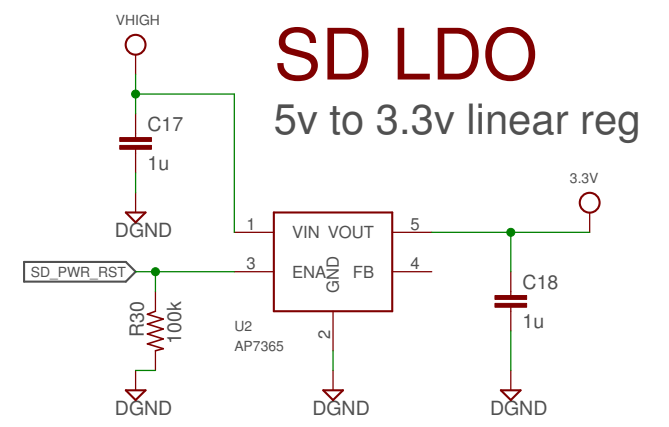 VHIGH
SD LDO
5v to 3.3v linear reg
C17
1u
DGND
3.3V
1
VIN VOUT
5
SD_PWR_RST
3
ENA
GND
FB
4
C18
1u
R30
100k
U2
AP7365
2
DGND
DGND
DGND